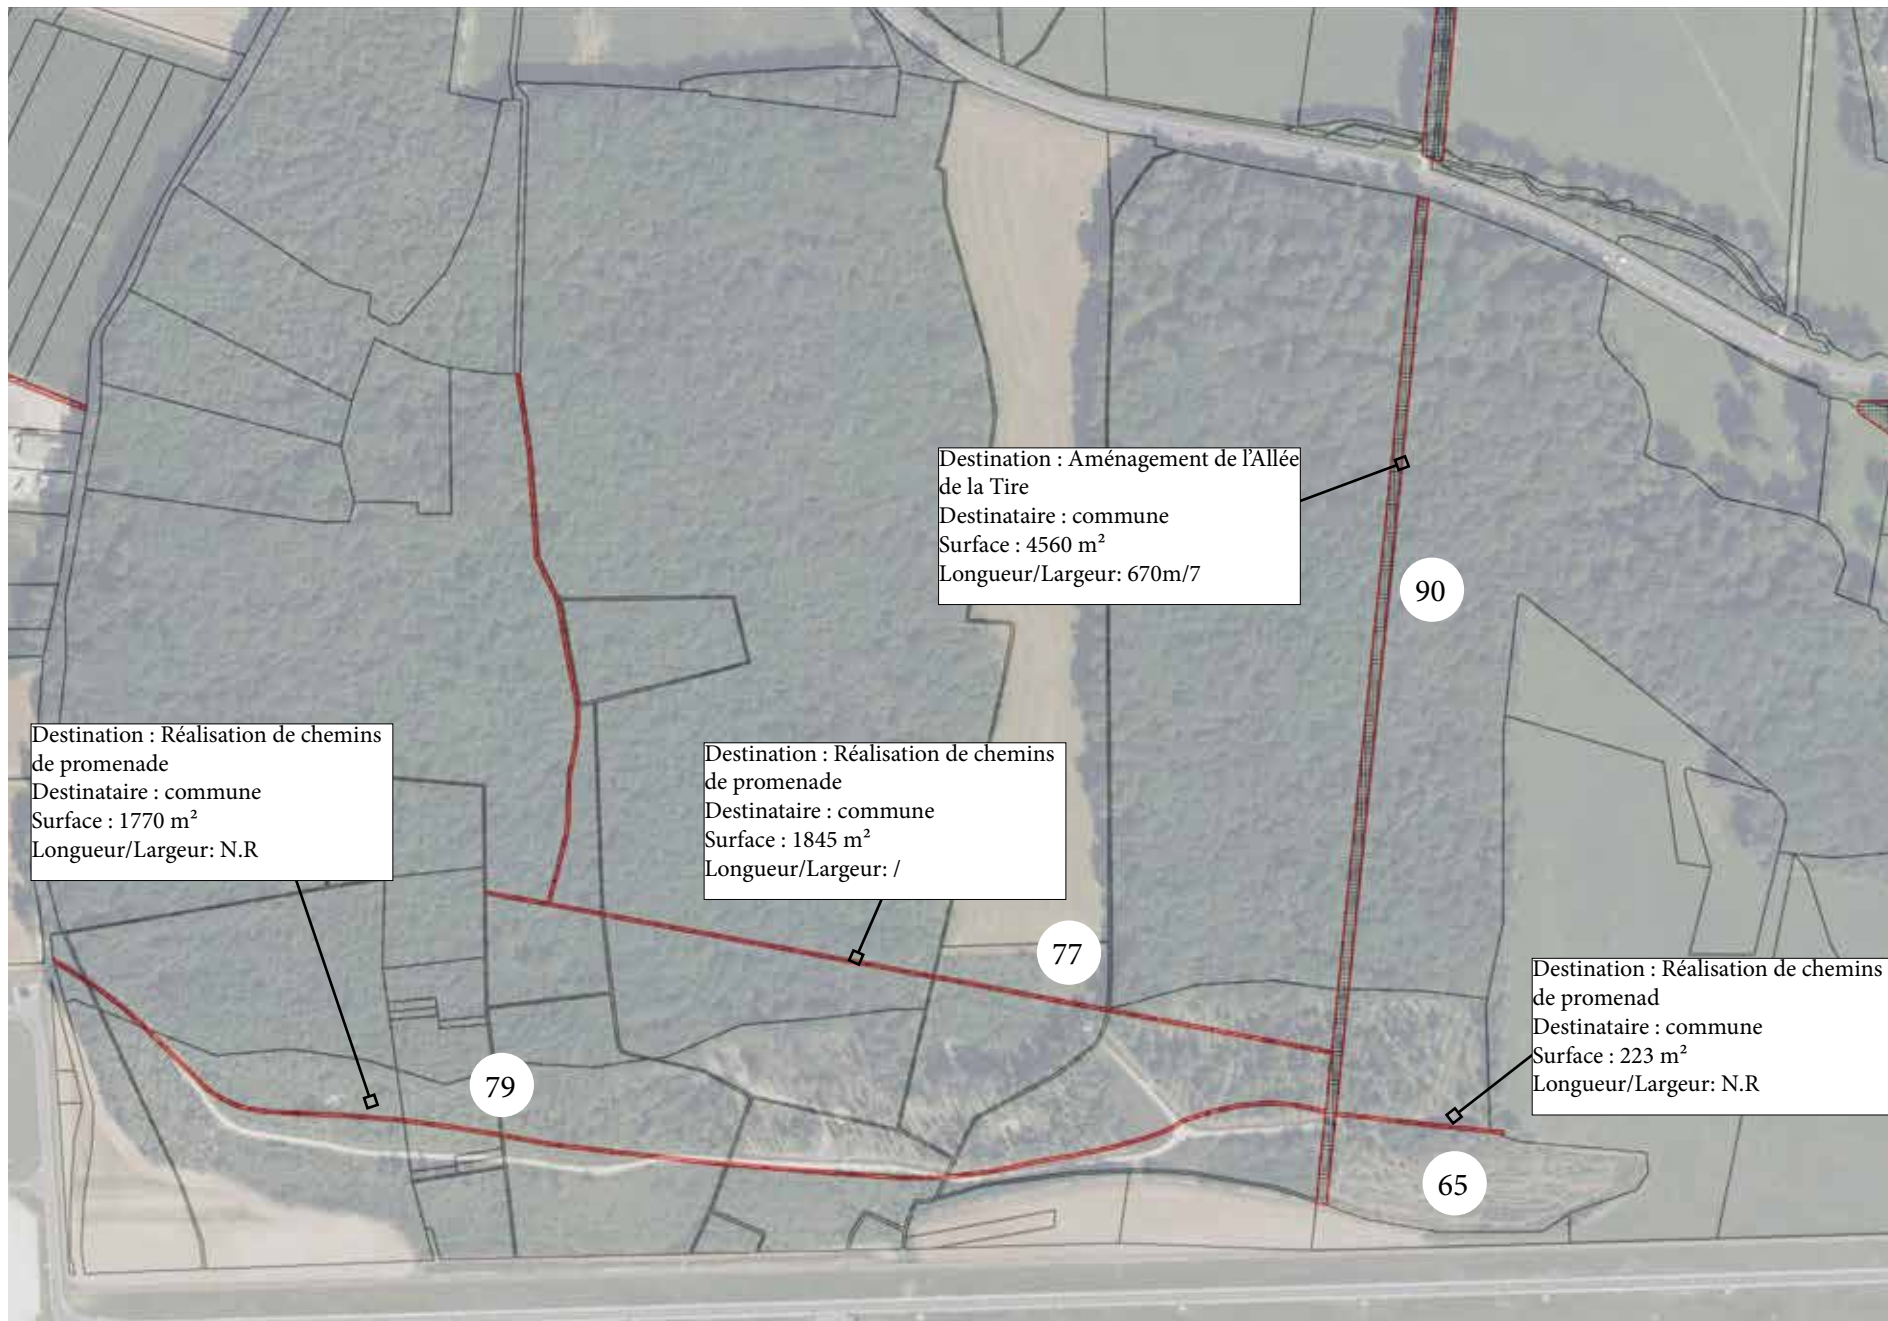 Destination : Aménagement de l'Allée
de la Tire
Destinataire : commune
Surface : 4560 m²
Longueur/Largeur: 670m/7
90
Destination : Réalisation de chemins
de promenade
Destinataire : commune
Surface : 1770 m²
Longueur/Largeur: N.R
Destination : Réalisation de chemins
de promenade
Destinataire : commune
Surface : 1845 m²
Longueur/Largeur: /
77
Destination : Réalisation de chemins
de promenad
Destinataire : commune
Surface : 223 m²
Longueur/Largeur: N.R
79
65